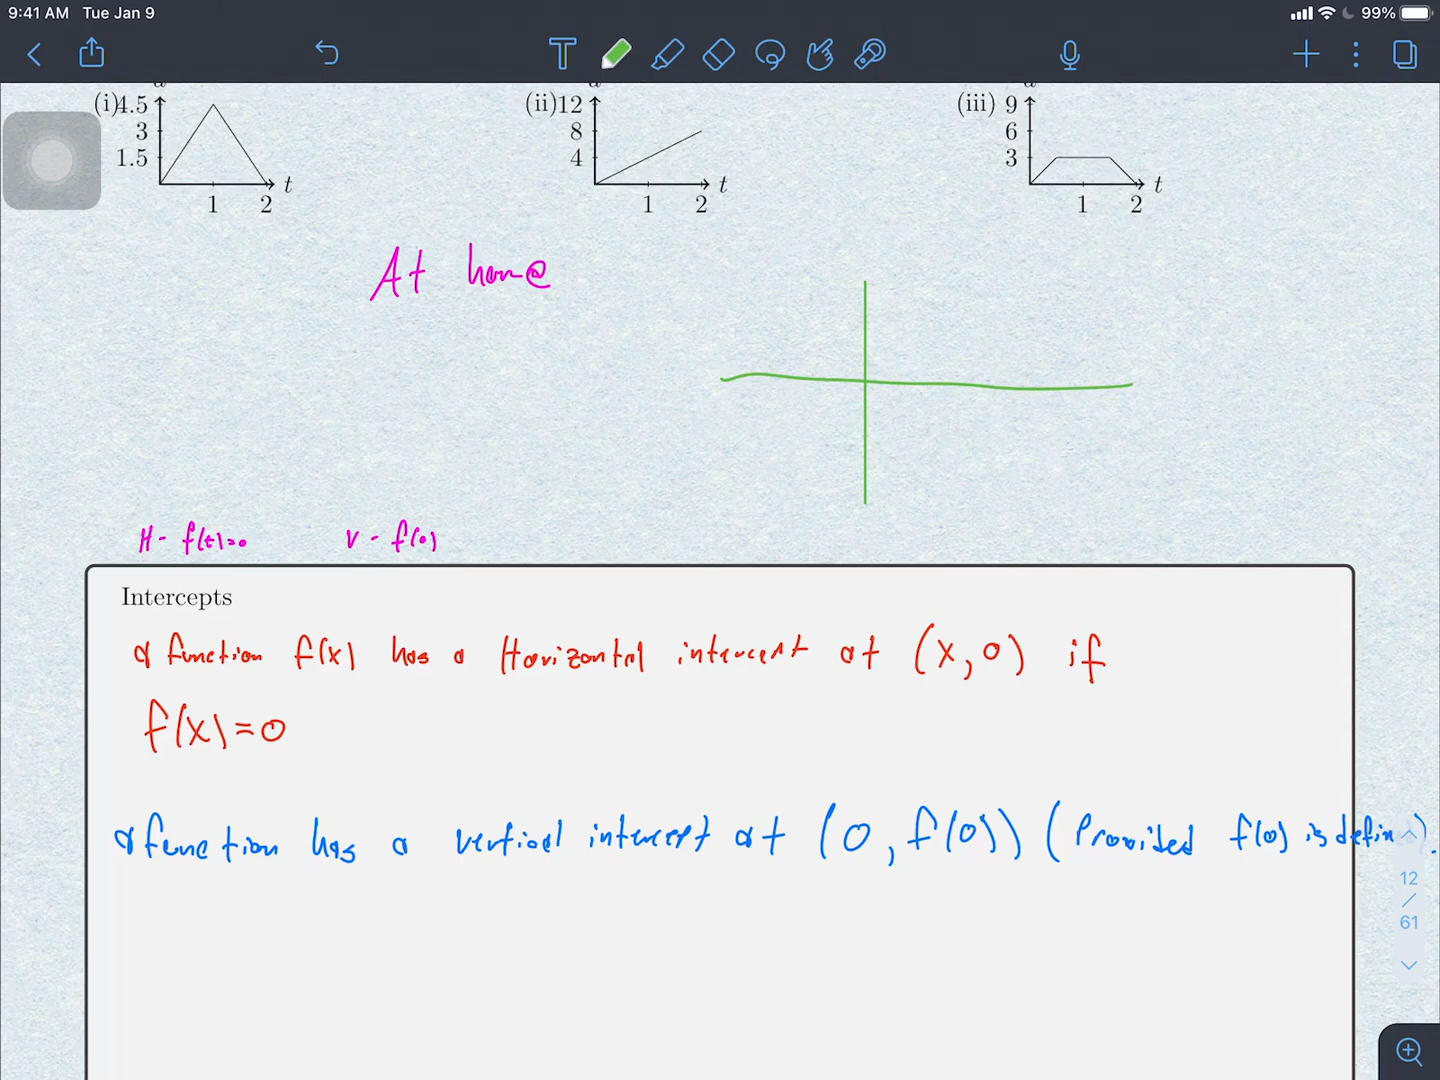 9:41 AM Tue Jan 9
99%
(i) 4.5
3
1.5
1 2
t
(ii) 12
8
4
1 2
t
(iii) 9
6
3
1 2
t
At home
H - f(t)=0 V - f(0)
Intercepts
a function f(x) has a Horizontal intercept at (x,0) if
f(x)=0
a function has a vertical intercept at (0, f(0)) (Provided f(0) is defin ).
12
/
61